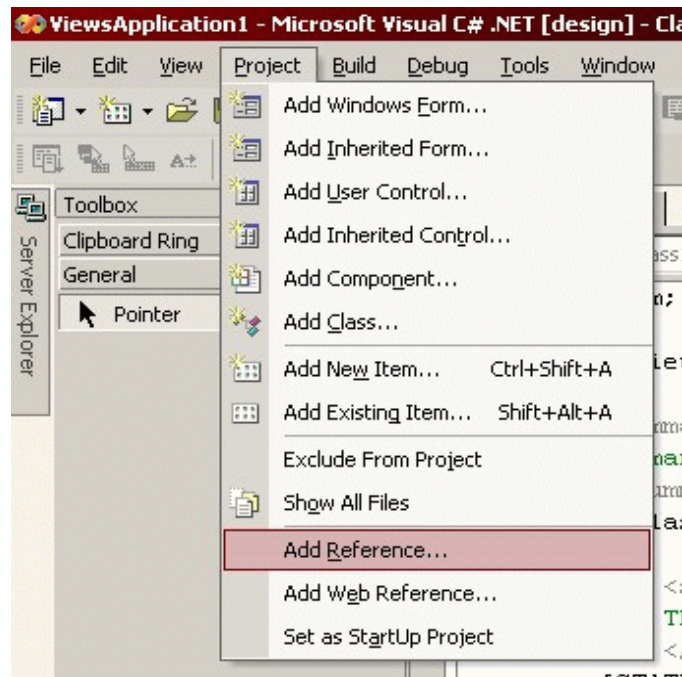 ViewsApplication1 - Microsoft Visual C# .NET [design] - Cla
File Edit View Project Build Debug Tools Window
Add Windows Form...
Add Inherited Form...
Toolbox
Add User Control...
Server Explorer
Clipboard Ring
Add Inherited Control...
General
Add Component...
Pointer
Add Class...
Add New Item... Ctrl+Shift+A
Add Existing Item... Shift+Alt+A
Exclude From Project
Show All Files
Add Reference...
Add Web Reference...
Set as StartUp Project